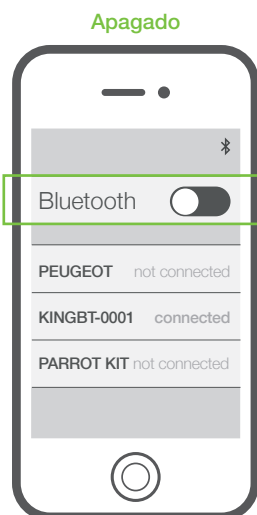 Apagado
Bluetooth
PEUGEOT not connected
KINGBT-0001 connected
PARROT KIT not connected